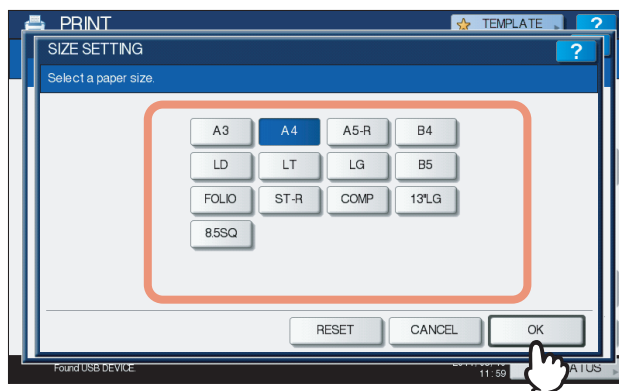 PRINT TEMPLATE ?
SIZE SETTING ?
Select a paper size.
A3 A4 A5-R B4
LD LT LG B5
FOLIO ST-R COMP 13"LG
8.5SQ
RESET CANCEL OK
Found USB DEVICE.
11:59